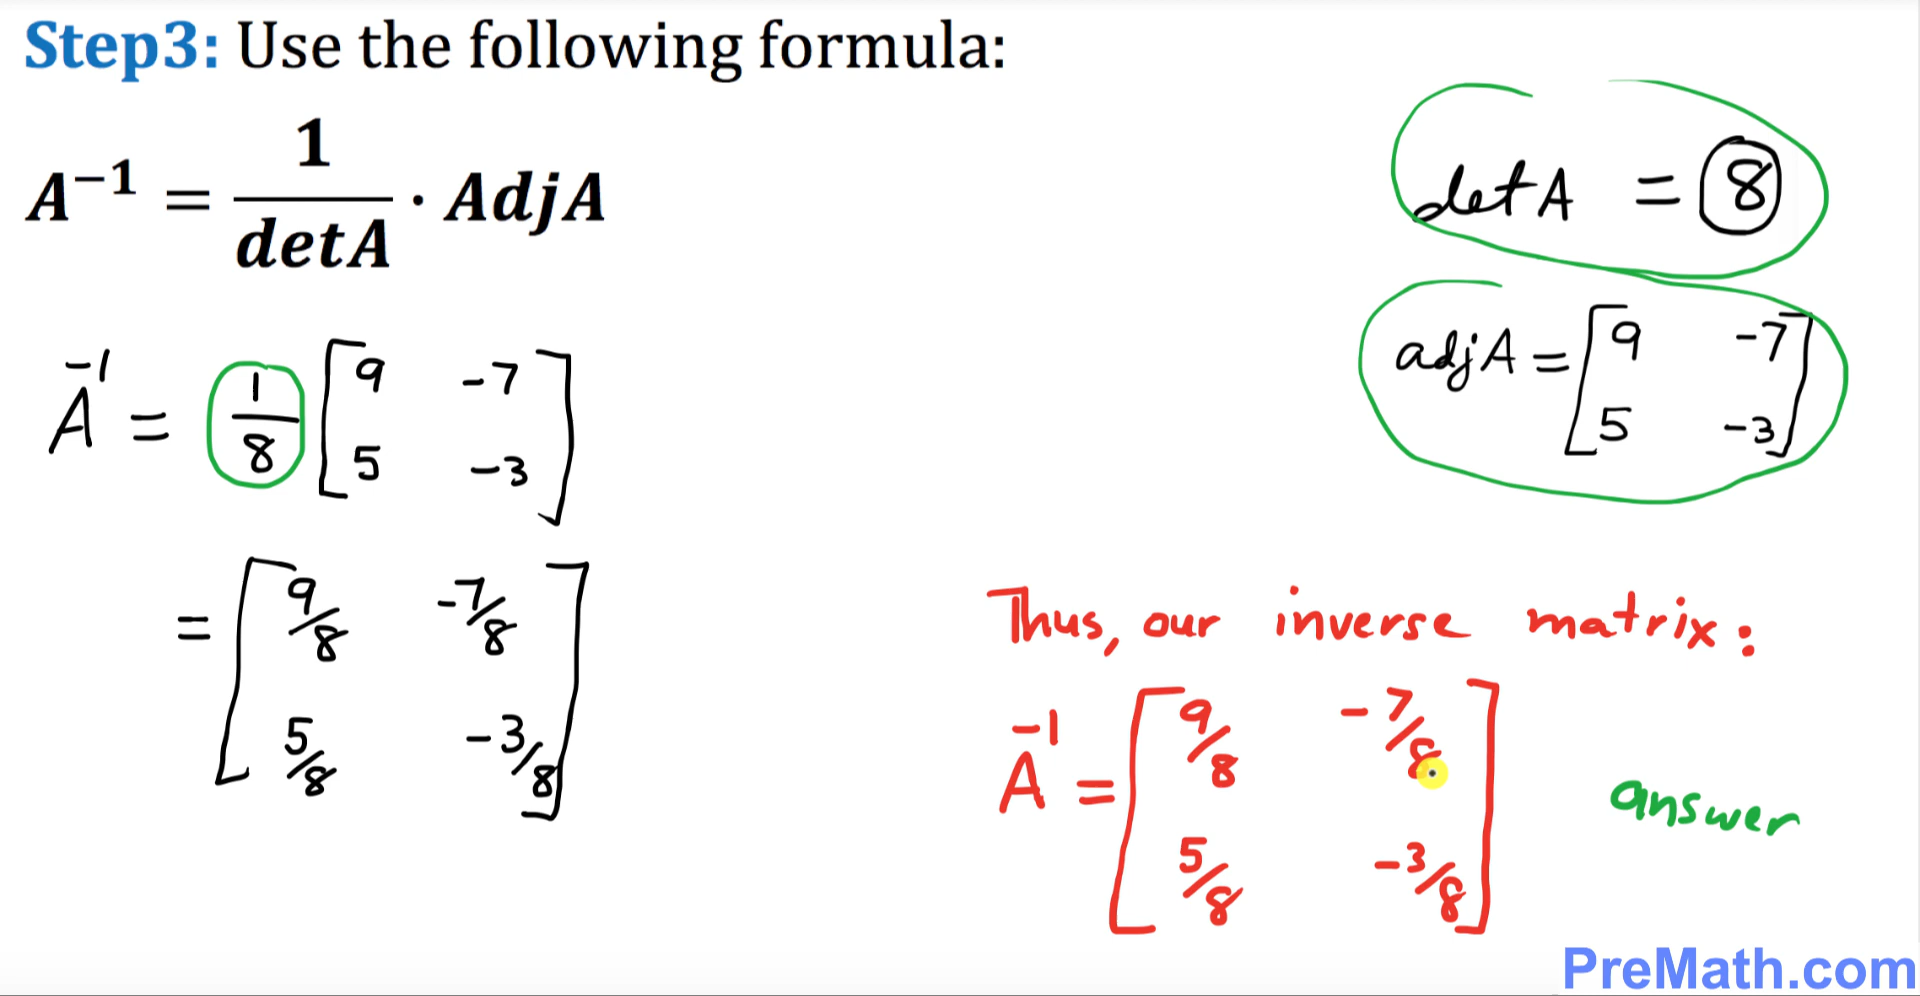 Step3: Use the following formula:
A⁻¹ = 1/detA · AdjA
detA = 8
adjA = [9 -7
5 -3]
A⁻¹ = 1/8 [9 -7
5 -3]
= [9/8 -7/8
5/8 -3/8]
Thus, our inverse matrix:
A⁻¹ = [9/8 -7/8
5/8 -3/8]
answer
PreMath.com